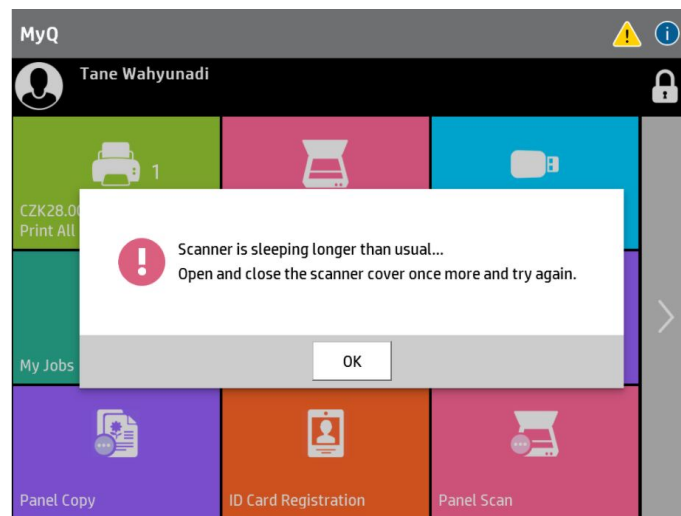 MyQ
Tane Wahyunadi
1
CZK28.00
Print All
Scanner is sleeping longer than usual...
Open and close the scanner cover once more and try again.
OK
My Jobs
Panel Copy
ID Card Registration
Panel Scan